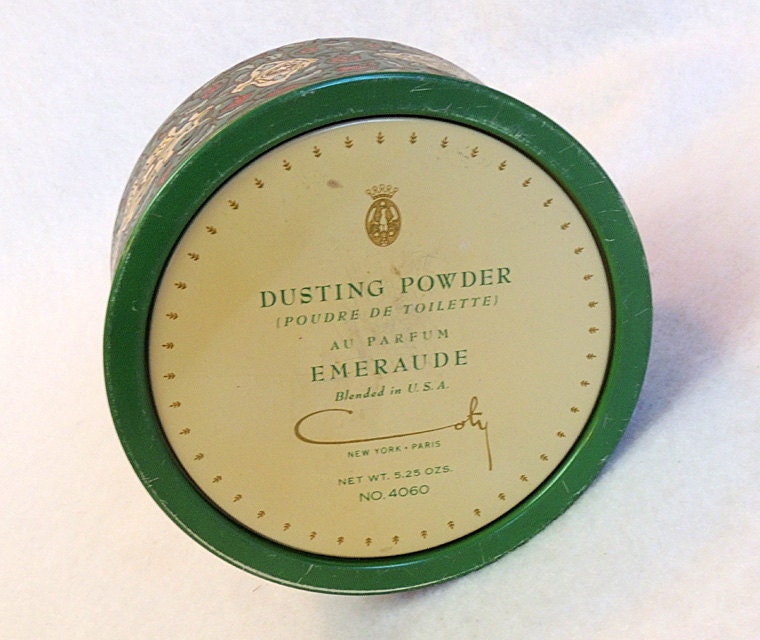 DUSTING POWDER
(POUDRE DE TOILETTE)
AU PARFUM
EMERAUDE
Blended in U.S.A.
Coty
NEW YORK • PARIS
NET WT. 5.25 OZS.
NO. 4060